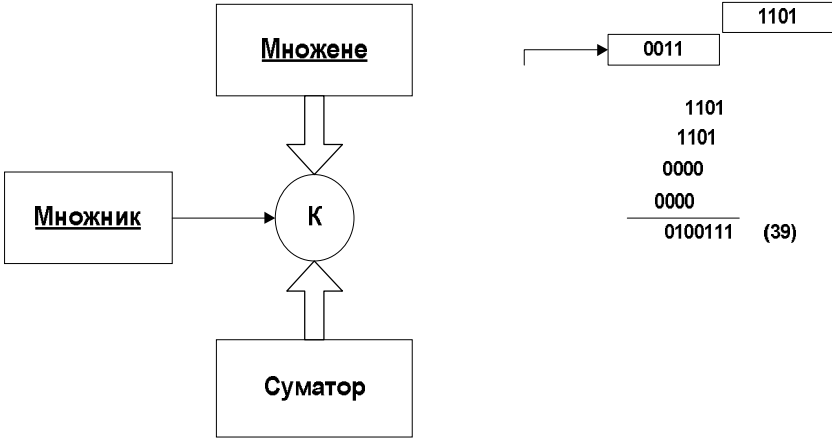 Множене
Множник
К
Суматор
1101
0011
1101
1101
0000
0000
0100111 (39)